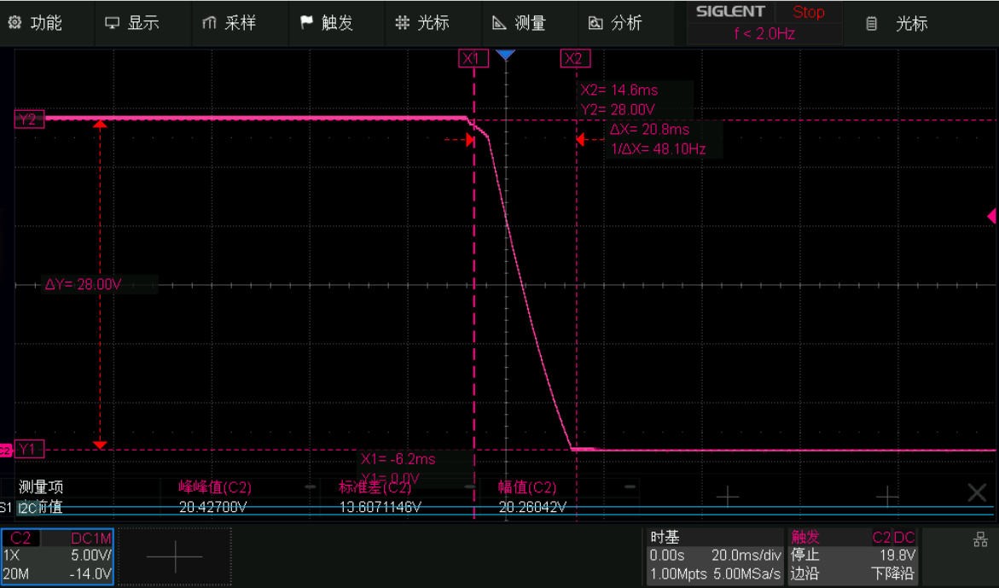 功能 显示 采样 触发 光标 测量 分析 SIGLENT Stop 光标
f < 2.0Hz
X1 X2
X2= 14.6ms
Y2= 28.00V
Y2
ΔX= 20.8ms
1/ΔX= 48.10Hz
ΔY= 28.00V
C2 Y1
X1= -6.2ms
Y1= 0.0V
测量项 峰峰值(C2) 标准差(C2) 幅值(C2)
S1 I2C 前值 20.42700V 13.6071146V 20.26042V
C2 DC1M
1X 5.00V/
20M -14.0V
时基
0.00s 20.0ms/div
1.00Mpts 5.00MSa/s
触发 C2 DC
停止 19.8V
边沿 下降沿